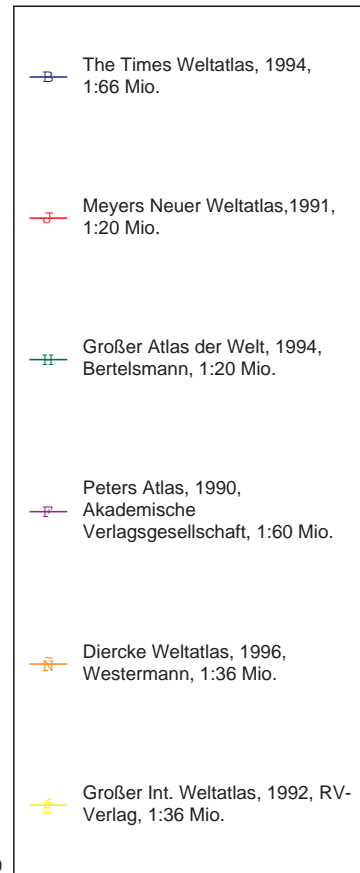 B The Times Weltatlas, 1994,
1:66 Mio.
J Meyers Neuer Weltatlas,1991,
1:20 Mio.
H Großer Atlas der Welt, 1994,
Bertelsmann, 1:20 Mio.
F Peters Atlas, 1990,
Akademische
Verlagsgesellschaft, 1:60 Mio.
Ñ Diercke Weltatlas, 1996,
Westermann, 1:36 Mio.
É Großer Int. Weltatlas, 1992, RV-
Verlag, 1:36 Mio.